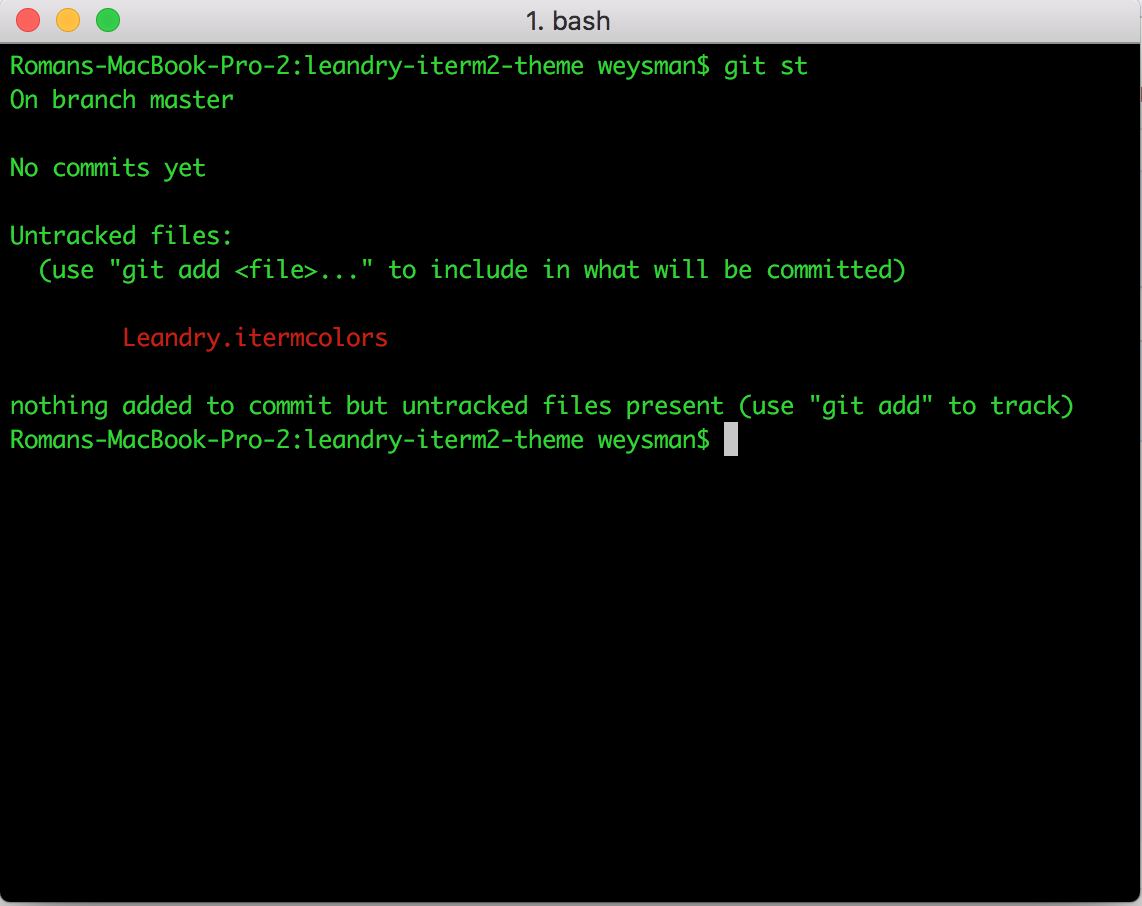 1. bash
Romans-MacBook-Pro-2:leandry-iterm2-theme weysman$ git st
On branch master
No commits yet
Untracked files:
  (use "git add <file>..." to include in what will be committed)
        Leandry.itermcolors
nothing added to commit but untracked files present (use "git add" to track)
Romans-MacBook-Pro-2:leandry-iterm2-theme weysman$